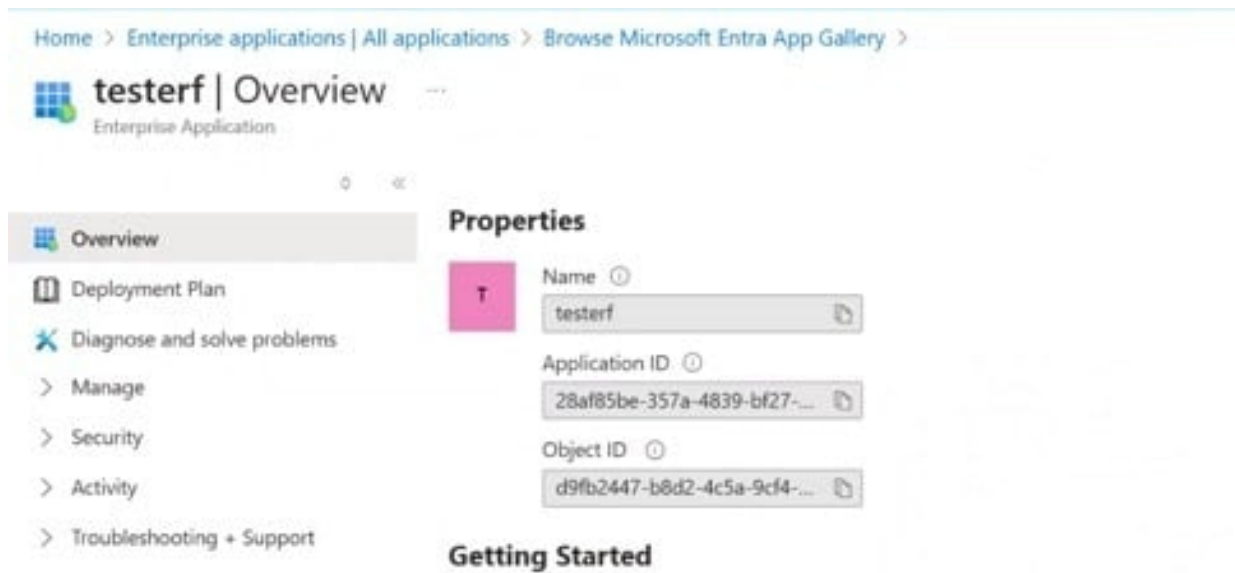 Home > Enterprise applications | All applications > Browse Microsoft Entra App Gallery >
testerf | Overview ...
Enterprise Application
Overview
Deployment Plan
Diagnose and solve problems
> Manage
> Security
> Activity
> Troubleshooting + Support
Properties
T
Name
testerf
Application ID
28af85be-357a-4839-bf27-...
Object ID
d9fb2447-b8d2-4c5a-9cf4-...
Getting Started